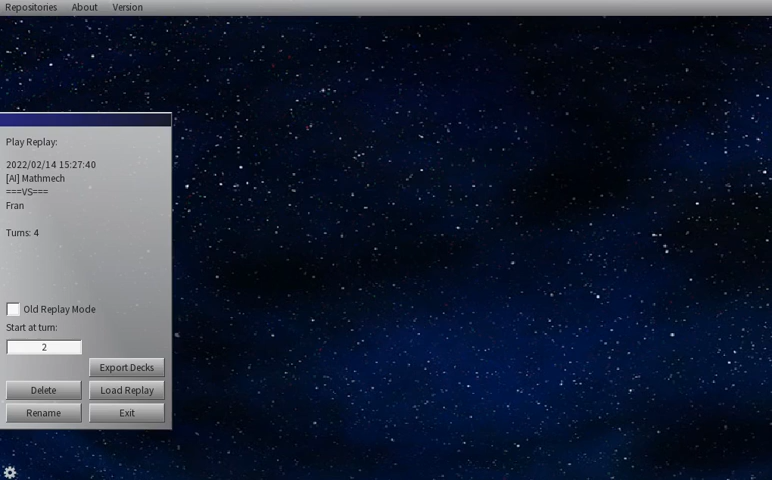 Repositories About Version
Play Replay:
2022/02/14 15:27:40
[AI] Mathmech
===VS===
Fran
Turns: 4
Old Replay Mode
Start at turn:
2
Export Decks
Delete Load Replay
Rename Exit